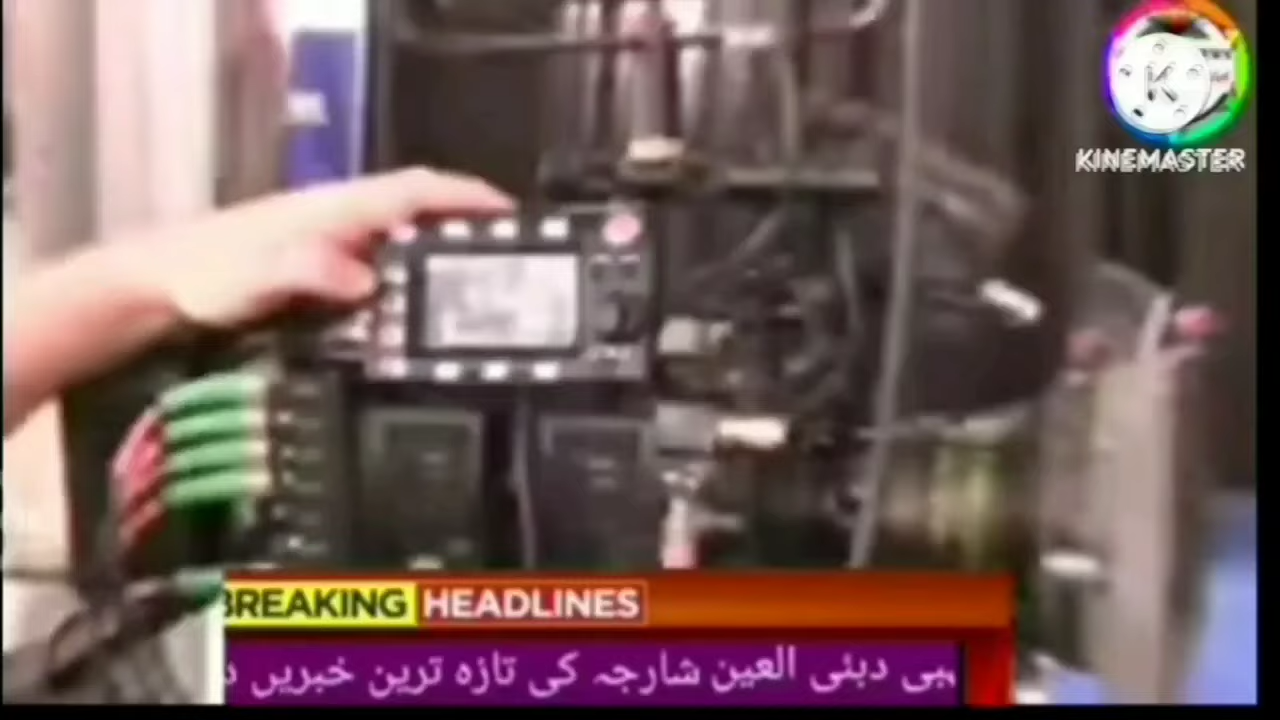 KINEMASTER
BREAKING HEADLINES
دبئی العین شارجہ کی تازہ ترین خبریں